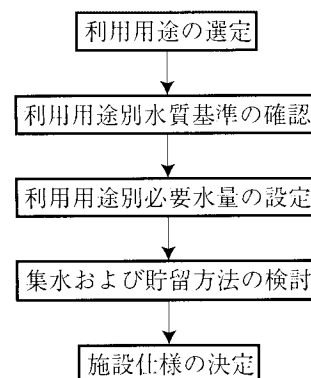 利用用途の選定
利用用途別水質基準の確認
利用用途別必要水量の設定
集水および貯留方法の検討
施設仕様の決定